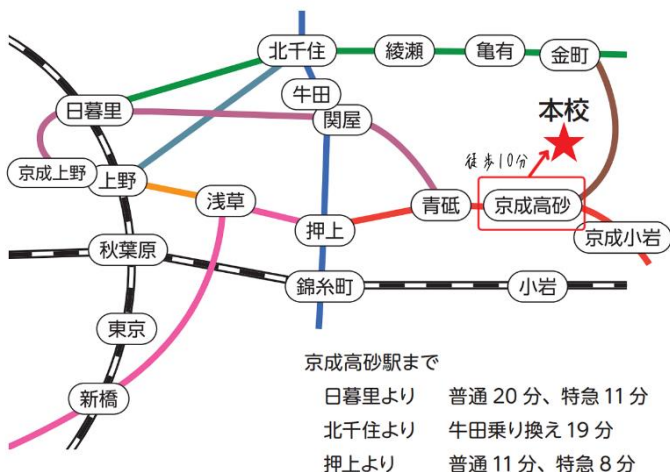 北千住
綾瀬
亀有
金町
牛田
日暮里
関屋
本校
徒歩10分
京成上野
上野
浅草
押上
青砥
京成高砂
京成小岩
秋葉原
錦糸町
小岩
東京
新橋
京成高砂駅まで
日暮里より 普通20分、特急11分
北千住より 牛田乗り換え19分
押上より 普通11分、特急8分